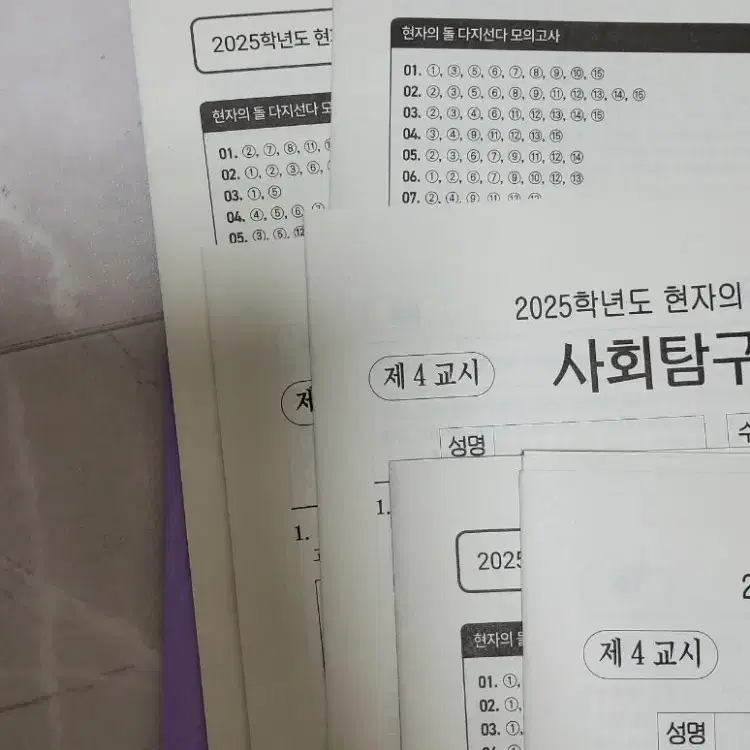 2025학년도
현자의 돌 다지선다
01. ②, ⑦, ⑧, ⑪,
02. ①, ②, ③, ⑥,
03. ①, ⑤
04. ④, ⑤, ⑥,
05. ③, ⑥, ⑫
현자의 돌 다지선다 모의고사
01. ①, ③, ⑤, ⑥, ⑦, ⑧, ⑨, ⑩, ⑮
02. ②, ③, ⑤, ⑥, ⑧, ⑨, ⑪, ⑫, ⑬, ⑭, ⑮
03. ②, ③, ④, ⑥, ⑪, ⑫, ⑬, ⑭, ⑮
04. ③, ④, ⑨, ⑪, ⑫, ⑬, ⑮
05. ②, ③, ⑥, ⑦, ⑨, ⑪, ⑫, ⑭
06. ①, ②, ⑥, ⑦, ⑨, ⑩, ⑫, ⑬
07. ②, ④, ⑨,
제
1.
2025학년도 현자의
제 4 교시
사회탐구
성명
1.
현자의
01. ①,
02. ①,
03. ①,
제 4 교시
성명